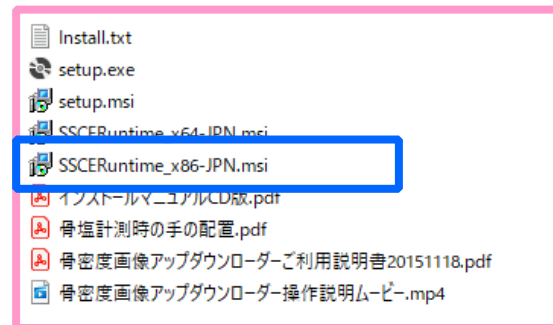 Install.txt
setup.exe
setup.msi
SSCERuntime_x64-JPN.msi
SSCERuntime_x86-JPN.msi
インストールマニュアルCD版.pdf
骨塩計測時の手の配置.pdf
骨密度画像アップダウンローダーご利用説明書20151118.pdf
骨密度画像アップダウンローダー操作説明ムービー.mp4